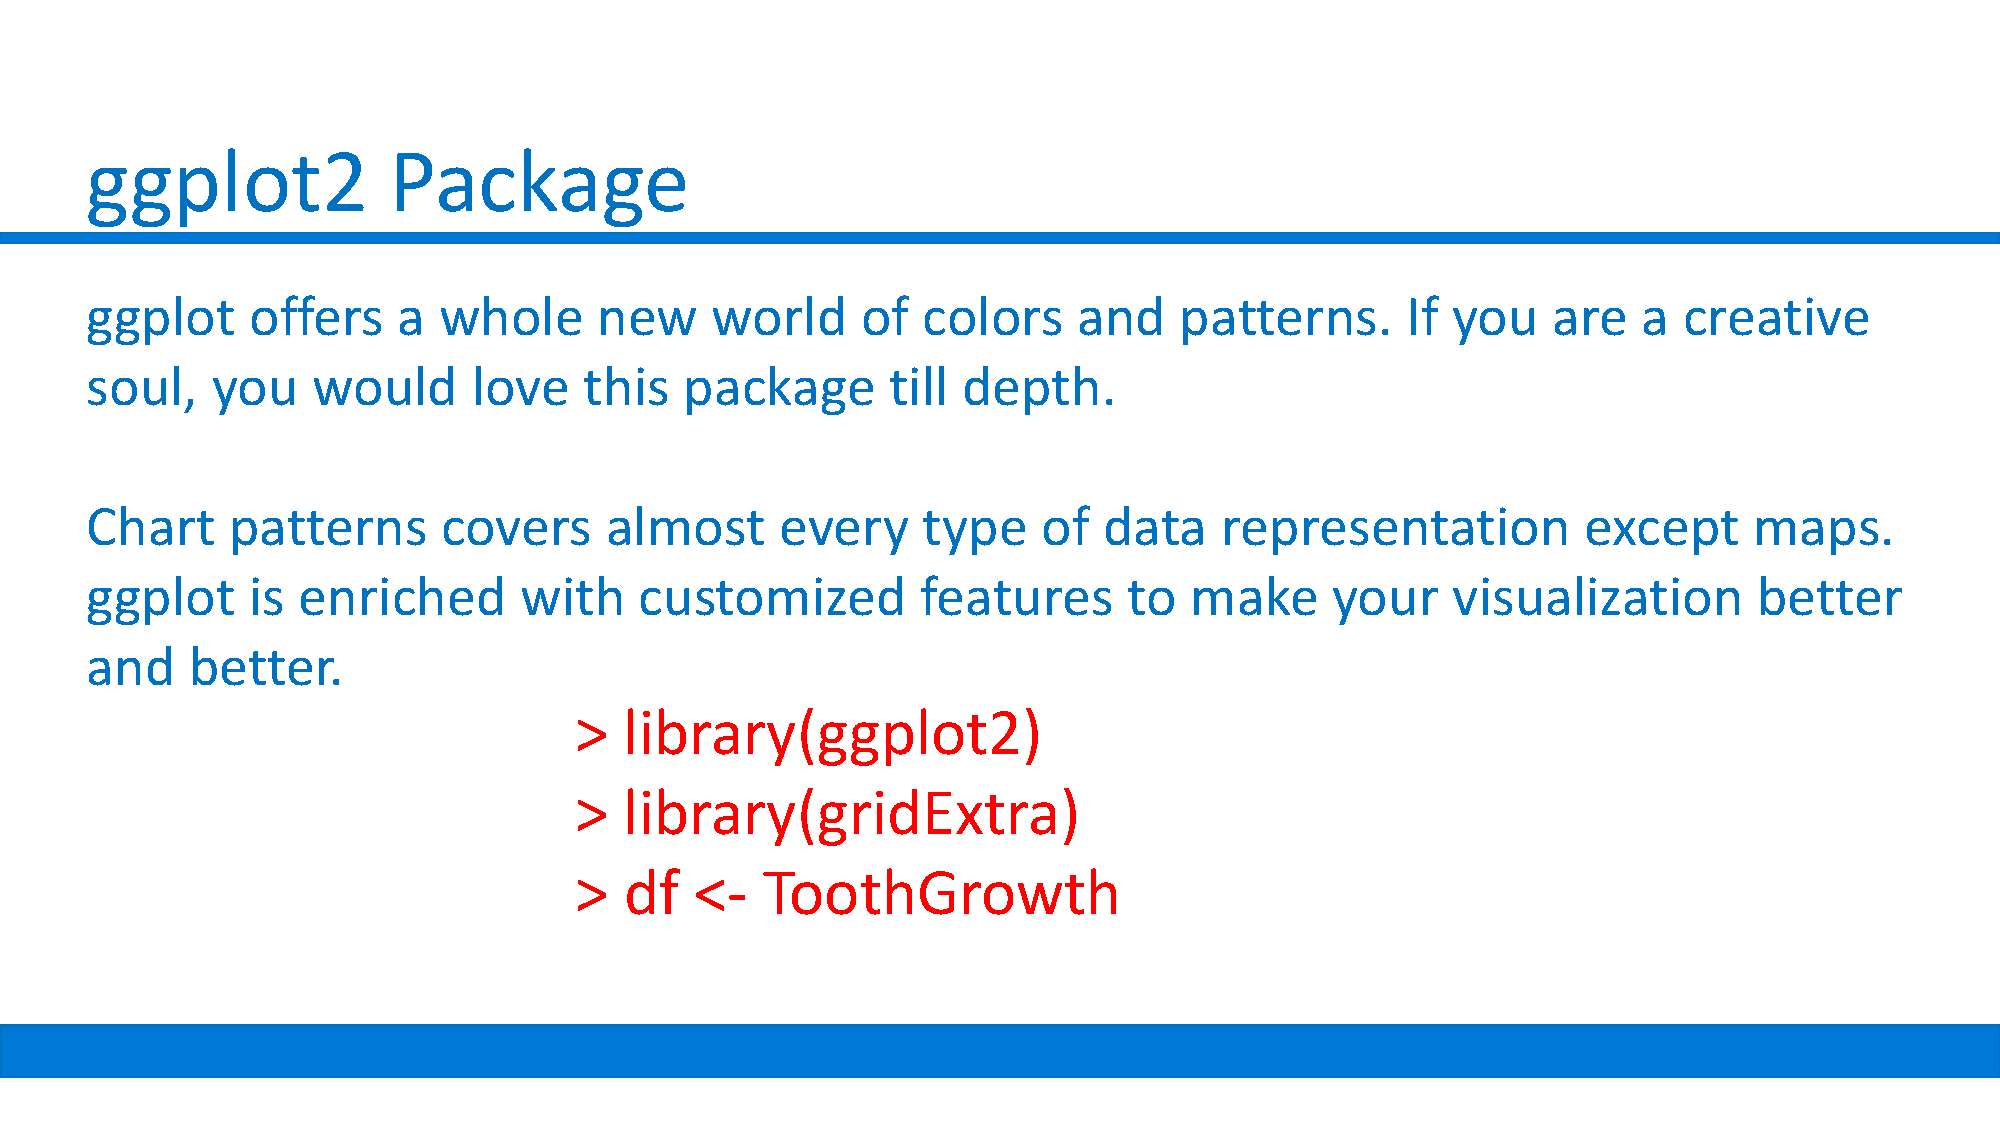 ggplot2 Package
ggplot offers a whole new world of colors and patterns. If you are a creative
soul, you would love this package till depth.
Chart patterns covers almost every type of data representation except maps.
ggplot is enriched with customized features to make your visualization better
and better.
> library(ggplot2)
> library(gridExtra)
> df <- ToothGrowth